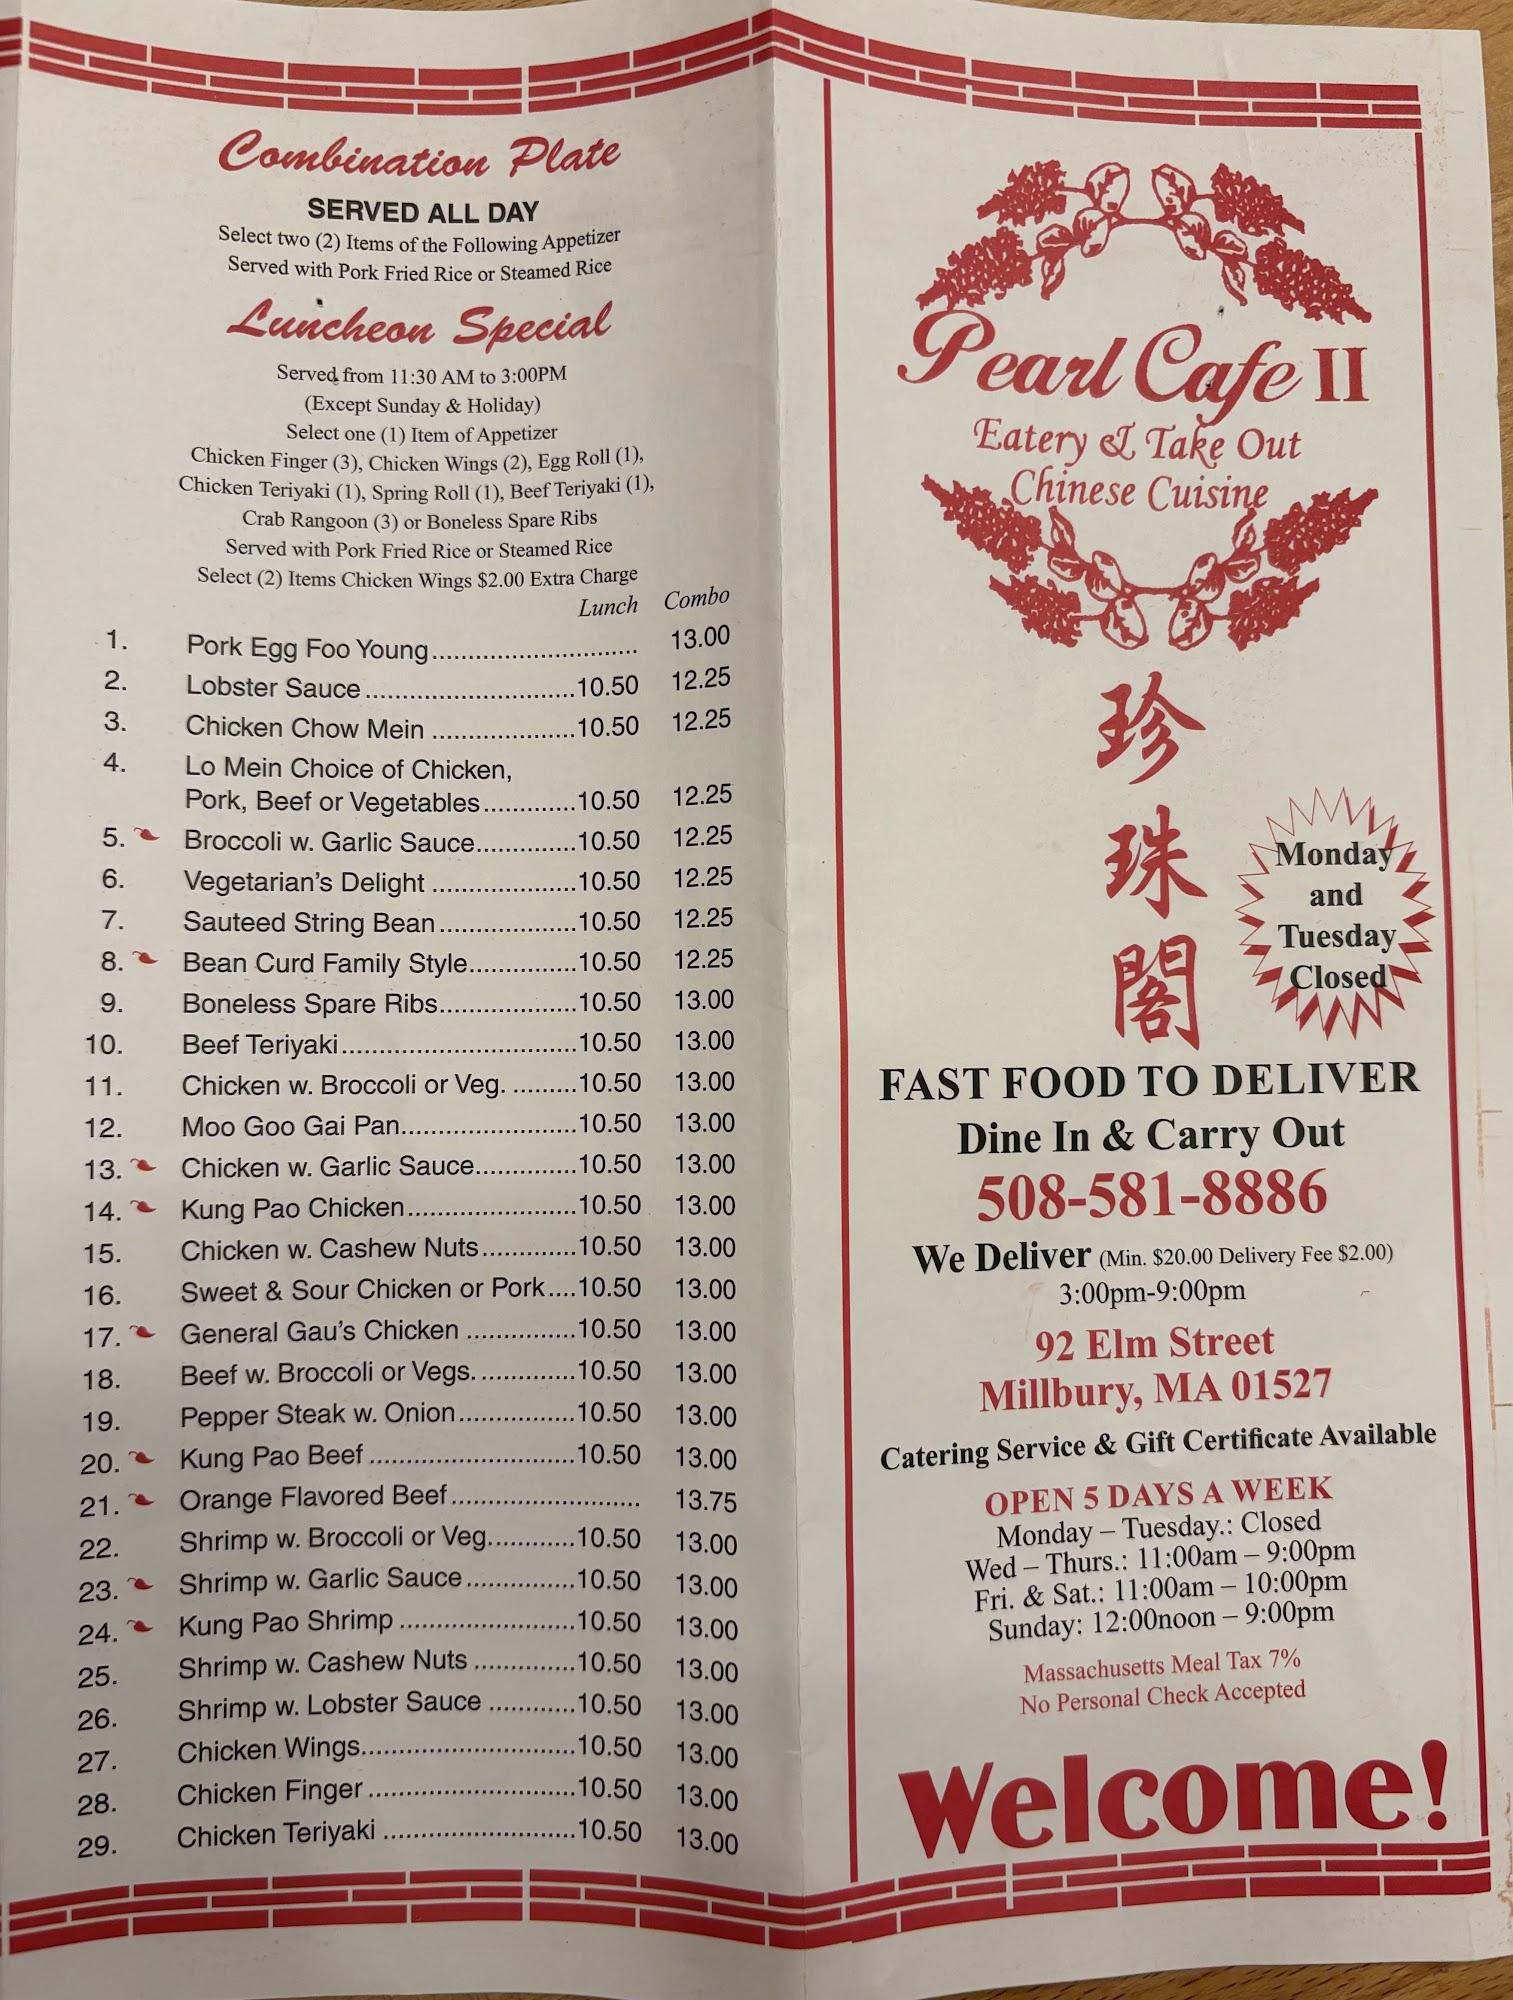 Combination Plate
SERVED ALL DAY
Select two (2) Items of the Following Appetizer
Served with Pork Fried Rice or Steamed Rice
Luncheon Special
Served from 11:30 AM to 3:00PM
(Except Sunday & Holiday)
Select one (1) Item of Appetizer
Chicken Finger (3), Chicken Wings (2), Egg Roll (1),
Chicken Teriyaki (1), Spring Roll (1), Beef Teriyaki (1),
Crab Rangoon (3) or Boneless Spare Ribs
Served with Pork Fried Rice or Steamed Rice
Select (2) Items Chicken Wings $2.00 Extra Charge
Lunch Combo
1. Pork Egg Foo Young............................ 13.00
2. Lobster Sauce............................10.50 12.25
3. Chicken Chow Mein ...................10.50 12.25
4. Lo Mein Choice of Chicken,
Pork, Beef or Vegetables.............10.50 12.25
5. Broccoli w. Garlic Sauce.............10.50 12.25
6. Vegetarian's Delight ...................10.50 12.25
7. Sauteed String Bean...................10.50 12.25
8. Bean Curd Family Style...............10.50 12.25
9. Boneless Spare Ribs...................10.50 13.00
10. Beef Teriyaki................................10.50 13.00
11. Chicken w. Broccoli or Veg. .........10.50 13.00
12. Moo Goo Gai Pan........................10.50 13.00
13. Chicken w. Garlic Sauce..............10.50 13.00
14. Kung Pao Chicken.......................10.50 13.00
15. Chicken w. Cashew Nuts.............10.50 13.00
16. Sweet & Sour Chicken or Pork....10.50 13.00
17. General Gau's Chicken ...............10.50 13.00
18. Beef w. Broccoli or Vegs. .............10.50 13.00
19. Pepper Steak w. Onion................10.50 13.00
20. Kung Pao Beef ............................10.50 13.00
21. Orange Flavored Beef.......................... 13.75
22. Shrimp w. Broccoli or Veg............10.50 13.00
23. Shrimp w. Garlic Sauce...............10.50 13.00
24. Kung Pao Shrimp ........................10.50 13.00
25. Shrimp w. Cashew Nuts ..............10.50 13.00
26. Shrimp w. Lobster Sauce ............10.50 13.00
27. Chicken Wings.............................10.50 13.00
28. Chicken Finger ............................10.50 13.00
29. Chicken Teriyaki ..........................10.50 13.00
Pearl Cafe II
Eatery & Take Out
Chinese Cuisine
珍
珠
閣
Monday
and
Tuesday
Closed
FAST FOOD TO DELIVER
Dine In & Carry Out
508-581-8886
We Deliver (Min. $20.00 Delivery Fee $2.00)
3:00pm-9:00pm
92 Elm Street
Millbury, MA 01527
Catering Service & Gift Certificate Available
OPEN 5 DAYS A WEEK
Monday – Tuesday.: Closed
Wed – Thurs.: 11:00am – 9:00pm
Fri. & Sat.: 11:00am – 10:00pm
Sunday: 12:00noon – 9:00pm
Massachusetts Meal Tax 7%
No Personal Check Accepted
Welcome!